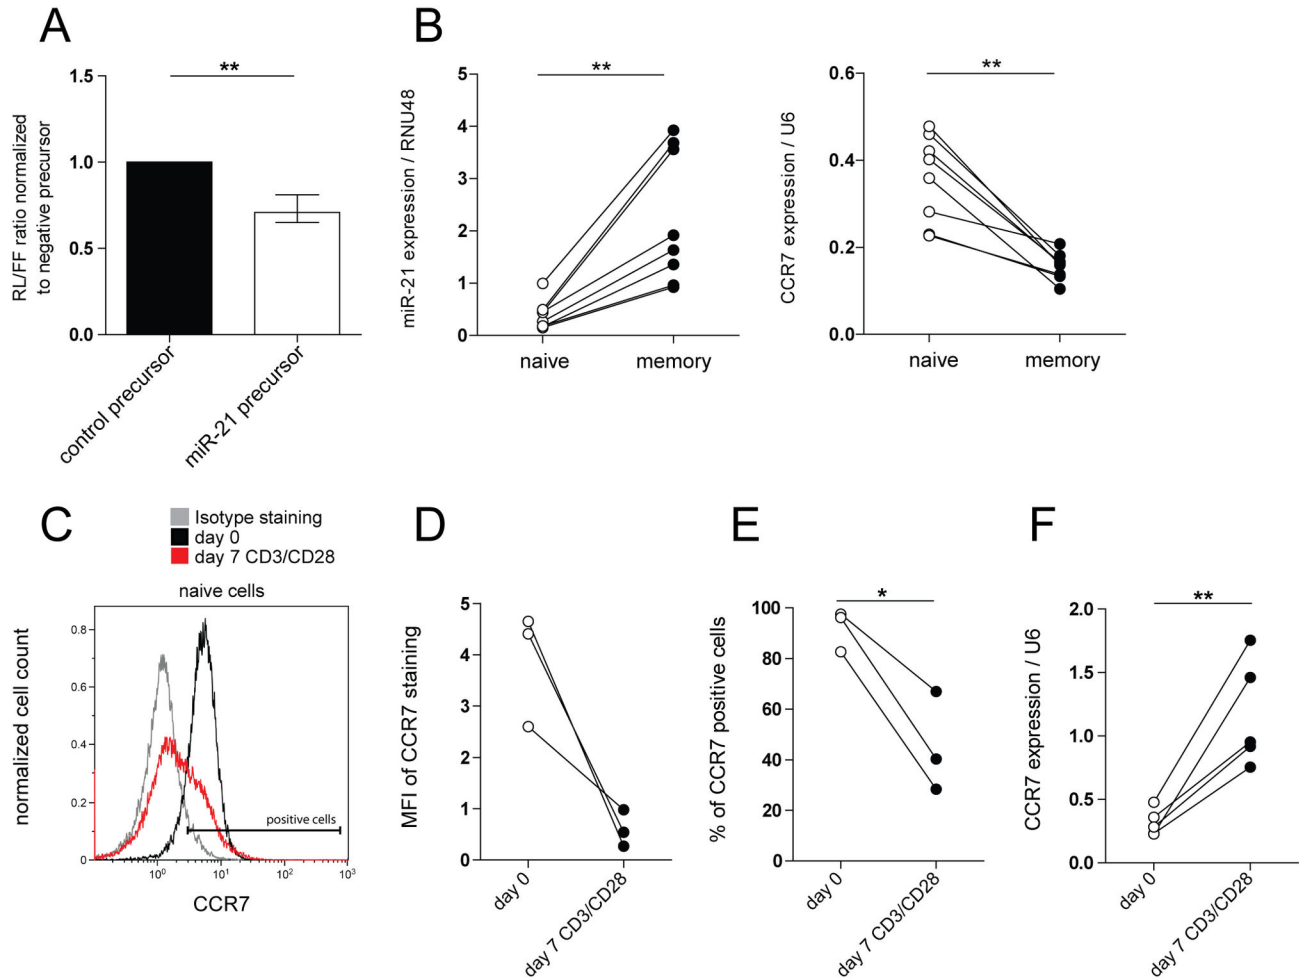 A
**
RL/FF ratio normalized
to negative precursor
1.5
1.0
0.5
0.0
control precursor
miR-21 precursor
B
**
miR-21 expression / RNU48
5
4
3
2
1
0
naive
memory
**
CCR7 expression / U6
0.6
0.4
0.2
0.0
naive
memory
C
Isotype staining
day 0
day 7 CD3/CD28
naive cells
normalized cell count
0.8
0.6
0.4
0.2
0
positive cells
10⁰
10¹
10²
10³
CCR7
D
MFI of CCR7 staining
5
4
3
2
1
0
day 0
day 7 CD3/CD28
E
*
% of CCR7 positive cells
100
80
60
40
20
0
day 0
day 7 CD3/CD28
F
**
CCR7 expression / U6
2.0
1.5
1.0
0.5
0.0
day 0
day 7 CD3/CD28